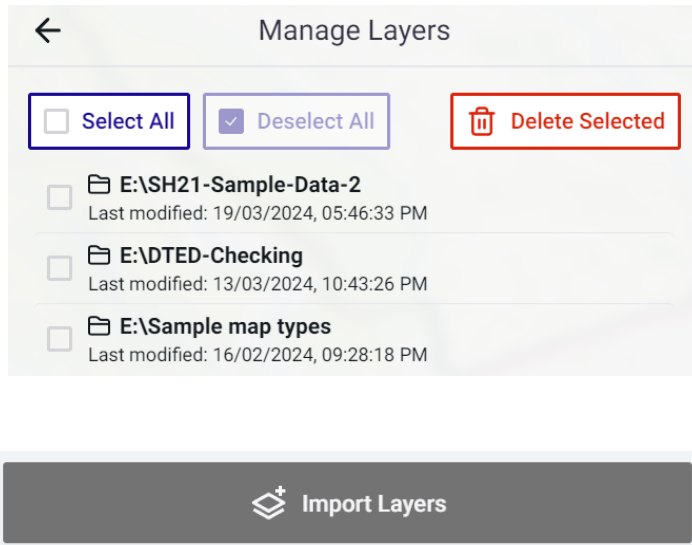 Manage Layers
Select All Deselect All Delete Selected
E:\SH21-Sample-Data-2
Last modified: 19/03/2024, 05:46:33 PM
E:\DTED-Checking
Last modified: 13/03/2024, 10:43:26 PM
E:\Sample map types
Last modified: 16/02/2024, 09:28:18 PM
Import Layers